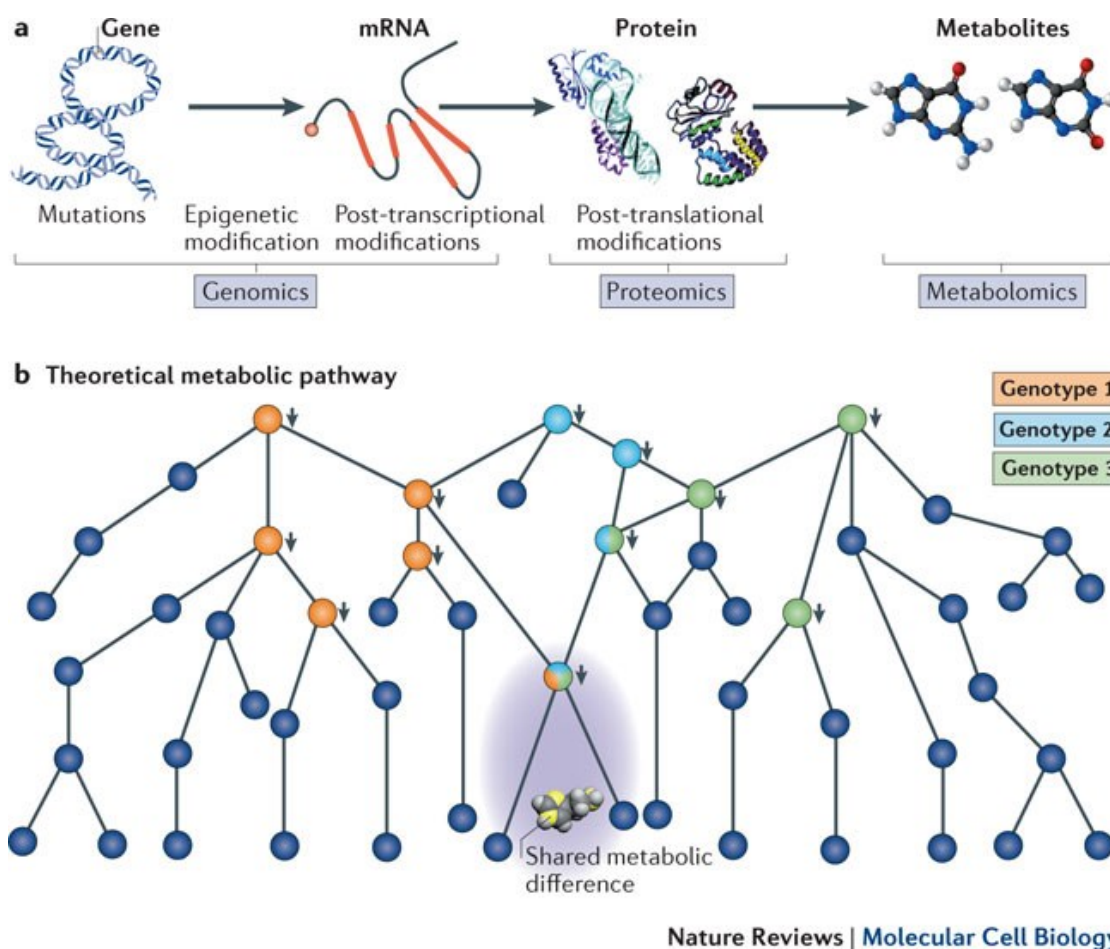 a
Gene
mRNA
Protein
Metabolites
Mutations
Epigenetic
modification
Post-transcriptional
modifications
Post-translational
modifications
Genomics
Proteomics
Metabolomics
b Theoretical metabolic pathway
Genotype 1
Genotype 2
Genotype 3
Shared metabolic
difference
Nature Reviews | Molecular Cell Biology